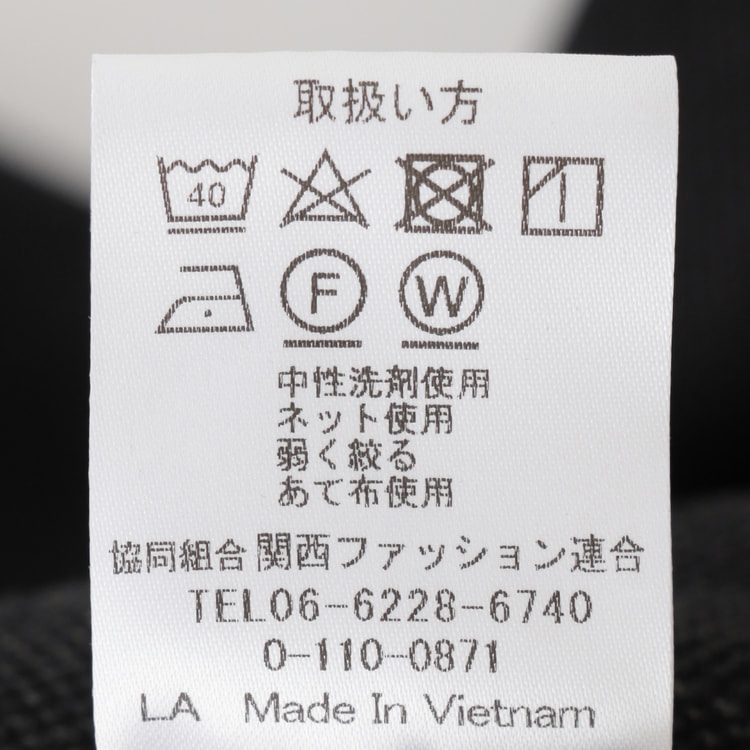 取扱い方
40
F W
中性洗剤使用
ネット使用
弱く絞る
あて布使用
協同組合関西ファッション連合
TEL06-6228-6740
0-110-0871
LA Made In Vietnam